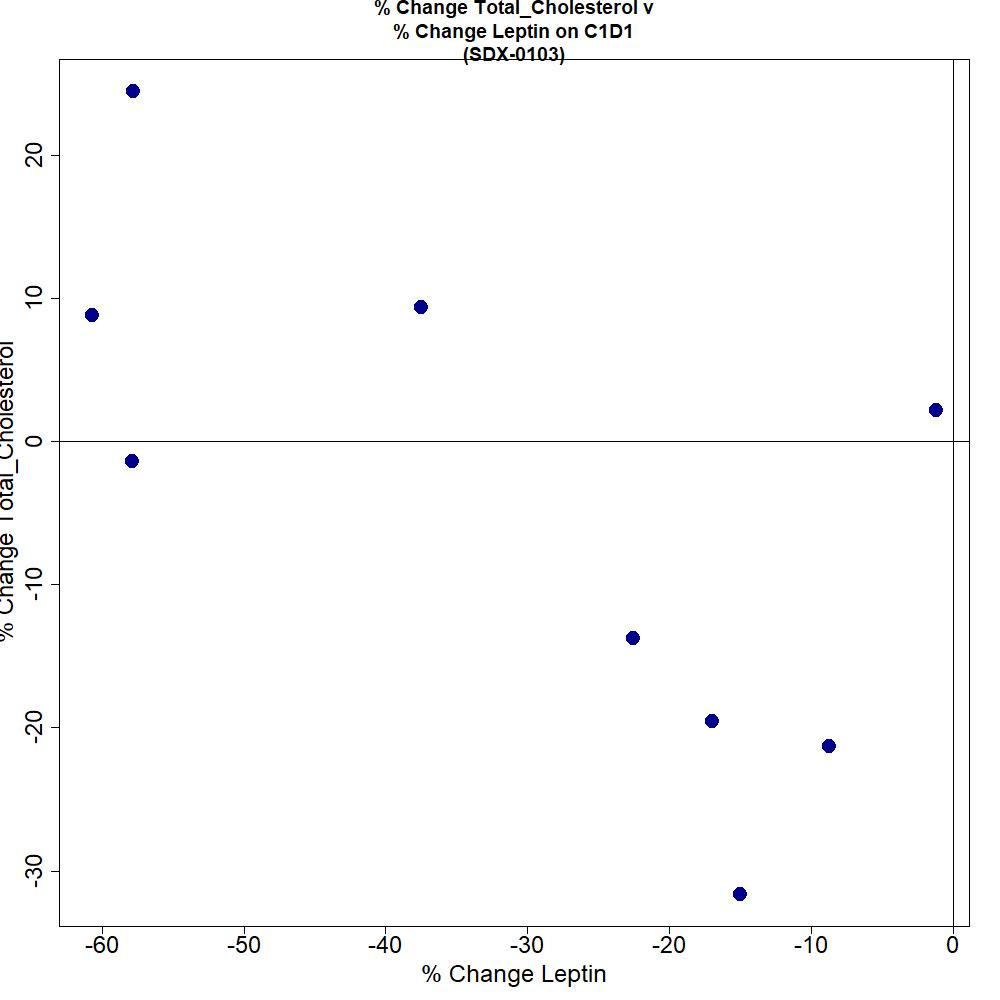 % Change Total_Cholesterol v
% Change Leptin on C1D1
(SDX-0103)
% Change Total_Cholesterol
20
10
0
-10
-20
-30
-60
-50
-40
-30
-20
-10
0
% Change Leptin